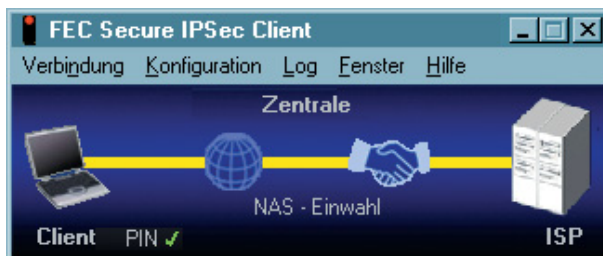 FEC Secure IPSec Client
Verbindung Konfiguration Log Fenster Hilfe
Zentrale
NAS - Einwahl
Client PIN ✓ ISP